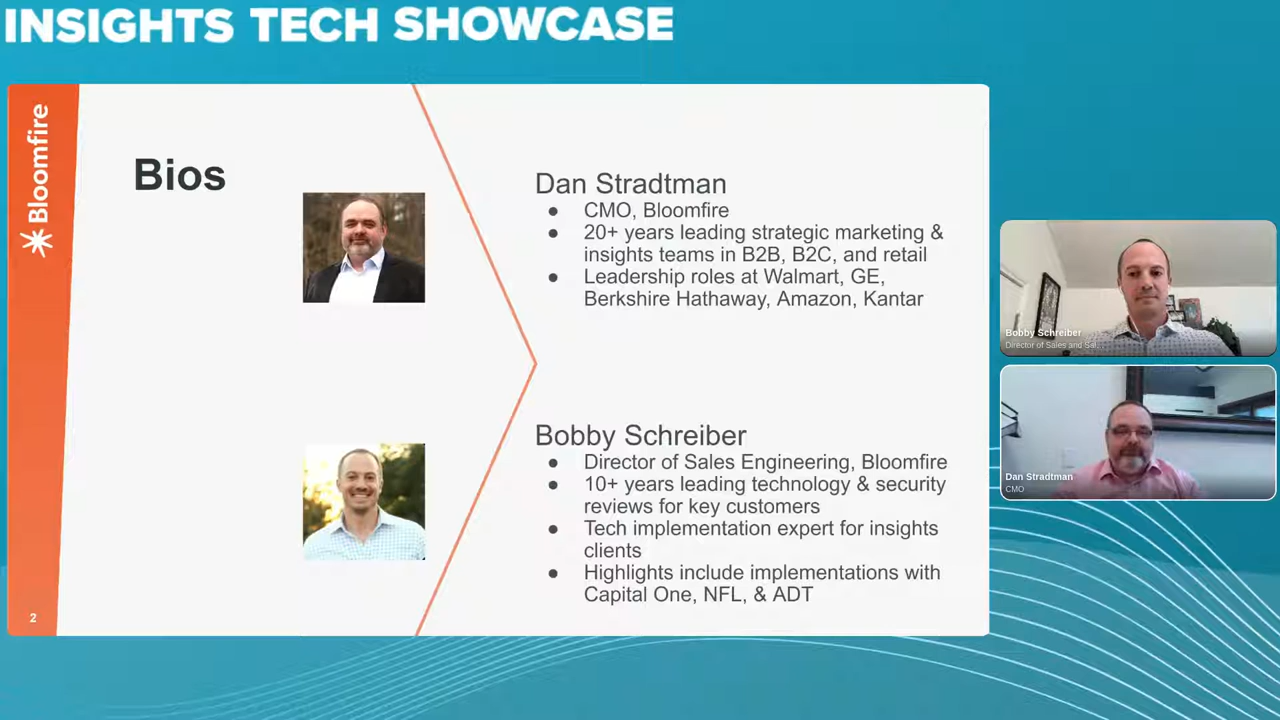 INSIGHTS TECH SHOWCASE
Bloomfire
Bios
Dan Stradtman
● CMO, Bloomfire
● 20+ years leading strategic marketing &
insights teams in B2B, B2C, and retail
● Leadership roles at Walmart, GE,
Berkshire Hathaway, Amazon, Kantar
Bobby Schreiber
● Director of Sales Engineering, Bloomfire
● 10+ years leading technology & security
reviews for key customers
● Tech implementation expert for insights
clients
● Highlights include implementations with
Capital One, NFL, & ADT
2
Bobby Schreiber
Director of Sales and Sal...
Dan Stradtman
CMO